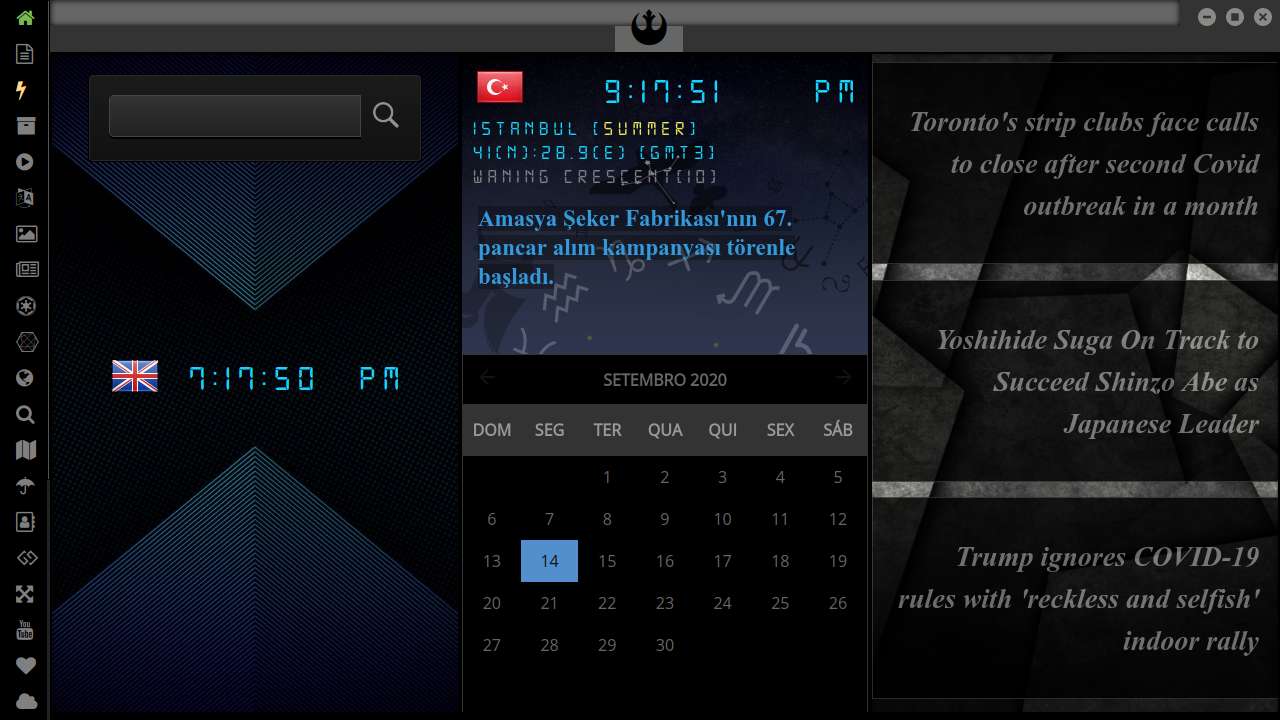 7:17:50 PM
9:17:51 PM
ISTANBUL (SUMMER)
41(N):28.9(E) (GMT3)
WANING CRESCENT(10)
Amasya Şeker Fabrikası'nın 67.
pancar alım kampanyası törenle
başladı.
SETEMBRO 2020
DOM SEG TER QUA QUI SEX SÁB
1 2 3 4 5
6 7 8 9 10 11 12
13 14 15 16 17 18 19
20 21 22 23 24 25 26
27 28 29 30
Toronto's strip clubs face calls
to close after second Covid
outbreak in a month
Yoshihide Suga On Track to
Succeed Shinzo Abe as
Japanese Leader
Trump ignores COVID-19
rules with 'reckless and selfish'
indoor rally
You
Tube